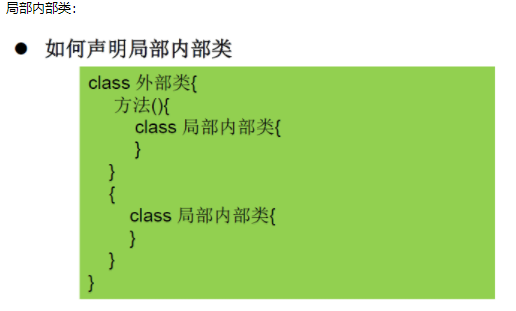 局部内部类：
● 如何声明局部内部类
class 外部类{
方法(){
class 局部内部类{
}
}
{
class 局部内部类{
}
}
}